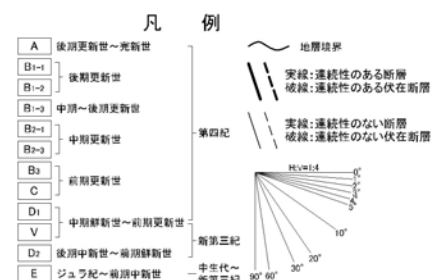 凡 例
A 後期更新世～完新世
B1-1
B1-2
後期更新世
B1-3 中期～後期更新世
B2-1
B2-3
中期更新世
B3
C
前期更新世
D1
V
中期鮮新世～前期更新世
D2 後期中新世～前期鮮新世
E ジュラ紀～前期中新世
第四紀
新第三紀
中生代～
新第三紀
地層境界
実線：連続性のある断層
破線：連続性のある伏在断層
実線：連続性のない断層
破線：連続性のない伏在断層
H:V=1:4
0°
1°
2°
3°
4°
5°
10°
20°
30°
60°
90°